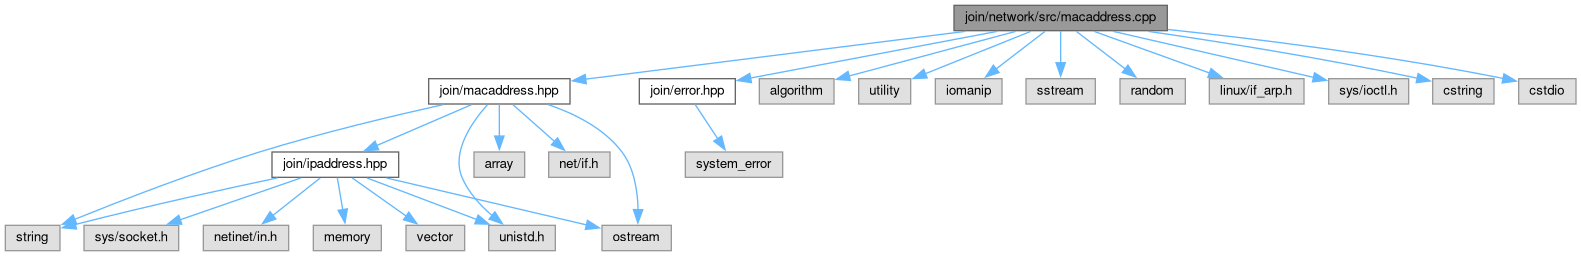 join/network/src/macaddress.cpp
join/macaddress.hpp
join/error.hpp
algorithm
utility
iomanip
sstream
random
linux/if_arp.h
sys/ioctl.h
cstring
cstdio
join/ipaddress.hpp
array
net/if.h
system_error
string
sys/socket.h
netinet/in.h
memory
vector
unistd.h
ostream